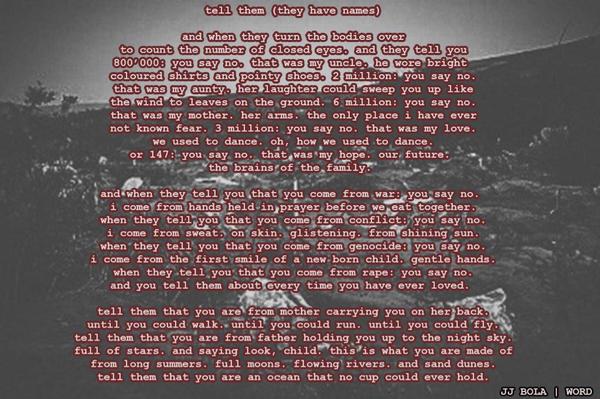 tell them (they have names)
and when they turn the bodies over
to count the number of closed eyes. and they tell you
800'000: you say no. that was my uncle. he wore bright
coloured shirts and pointy shoes. 2 million: you say no.
that was my aunty. her laughter could sweep you up like
the wind to leaves on the ground. 6 million: you say no.
that was my mother. her arms. the only place i have ever
not known fear. 3 million: you say no. that was my love.
we used to dance. oh, how we used to dance.
or 147: you say no. that was my hope. our future.
the brains of the family.
and when they tell you that you come from war: you say no.
i come from hands held in prayer before we eat together.
when they tell you that you come from conflict: you say no.
i come from sweat. on skin. glistening. from shining sun.
when they tell you that you come from genocide: you say no.
i come from the first smile of a new born child. gentle hands.
when they tell you that you come from rape: you say no.
and you tell them about every time you have ever loved.
tell them that you are from mother carrying you on her back.
until you could walk. until you could run. until you could fly.
tell them that you are from father holding you up to the night sky.
full of stars. and saying look, child. this is what you are made of
from long summers. full moons. flowing rivers. and sand dunes.
tell them that you are an ocean that no cup could ever hold.
JJ BOLA | WORD